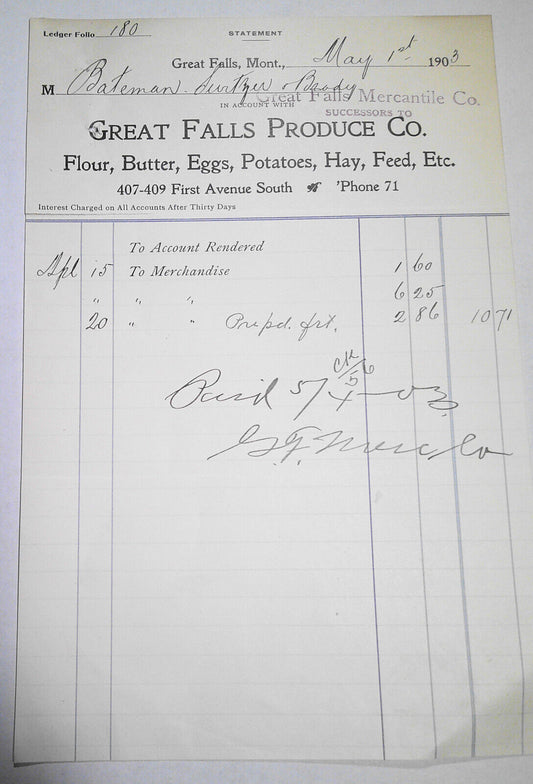 Ledger Folio 180
STATEMENT
Great Falls, Mont., May 1st 1903
M Bateman Switzer & Brody
IN ACCOUNT WITH Great Falls Mercantile Co.
SUCCESSORS TO
GREAT FALLS PRODUCE CO.
Flour, Butter, Eggs, Potatoes, Hay, Feed, Etc.
407-409 First Avenue South 'Phone 71
Interest Charged on All Accounts After Thirty Days
To Account Rendered
Apl 15 To Merchandise 1 60
" " " 6 25
20 " " Prepd. frt. 2 86 10 71
Paid 5/4-03
G.F. Merc Co